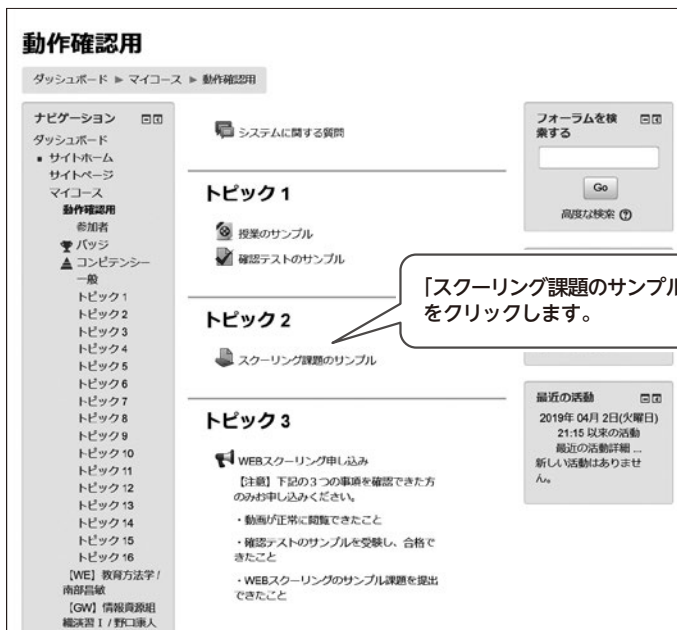 動作確認用
ダッシュボード ▶ マイコース ▶ 動作確認用
ナビゲーション
ダッシュボード
サイトホーム
サイトページ
マイコース
動作確認用
参加者
バッジ
コンピテンシー
一般
トピック 1
トピック 2
トピック 3
トピック 4
トピック 5
トピック 6
トピック 7
トピック 8
トピック 9
トピック 10
トピック 11
トピック 12
トピック 13
トピック 14
トピック 15
トピック 16
【WE】教育方法学 /
南部昌敏
【GW】情報資源組
織演習 I / 野口康人
システムに関する質問
トピック 1
授業のサンプル
確認テストのサンプル
トピック 2
スクーリング課題のサンプル
「スクーリング課題のサンプル
をクリックします。
トピック 3
WEBスクーリング申し込み
【注意】下記の3つの事項を確認できた方
のみお申し込みください。
・動画が正常に閲覧できたこと
・確認テストのサンプルを受験し、合格で
きたこと
・WEBスクーリングのサンプル課題を提出
できたこと
フォーラムを検
索する
Go
高度な検索
最近の活動
2019年 04月 2日(火曜日)
21:15 以来の活動
最近の活動詳細 ...
新しい活動はありませ
ん。